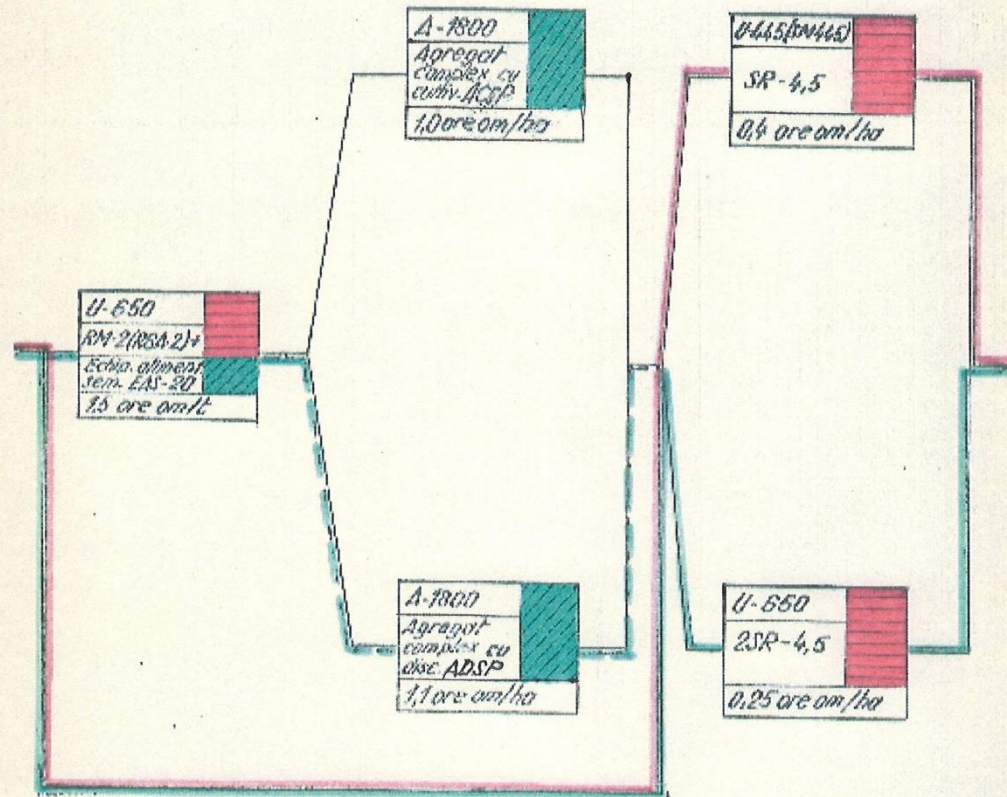 A-1800
Agregat
complex cu
cultiv. ACSP
1,0 ore om/ha
U-445(SV445)
SR-4,5
0,4 ore om/ha
U-650
RM-2(RSA-2)+
Echip. aliment.
sem. EAS-20
1,5 ore om/t
A-1800
Agragat
complex cu
disc. ADSP
1,1 ore om/ha
U-650
2SR-4,5
0,25 ore om/ha